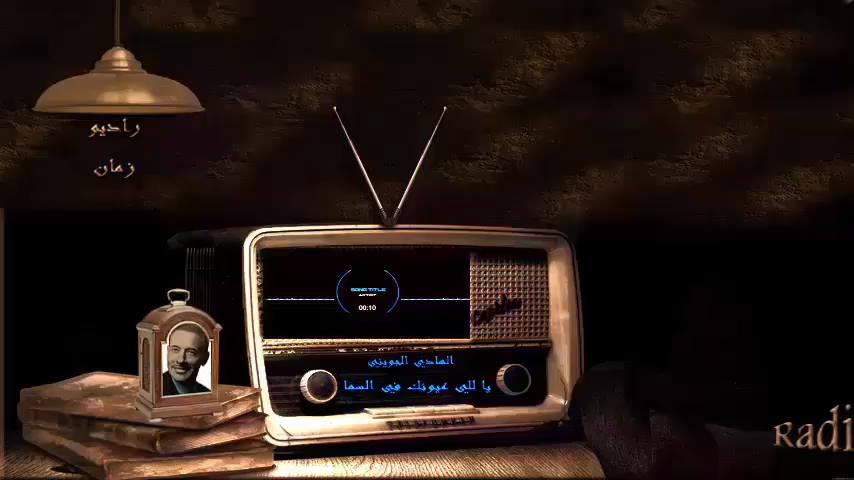 راديو
زمان
SONG TITLE
ARTIST
00:10
الهادي الجويني
يا للي عيونك في السما
Radi